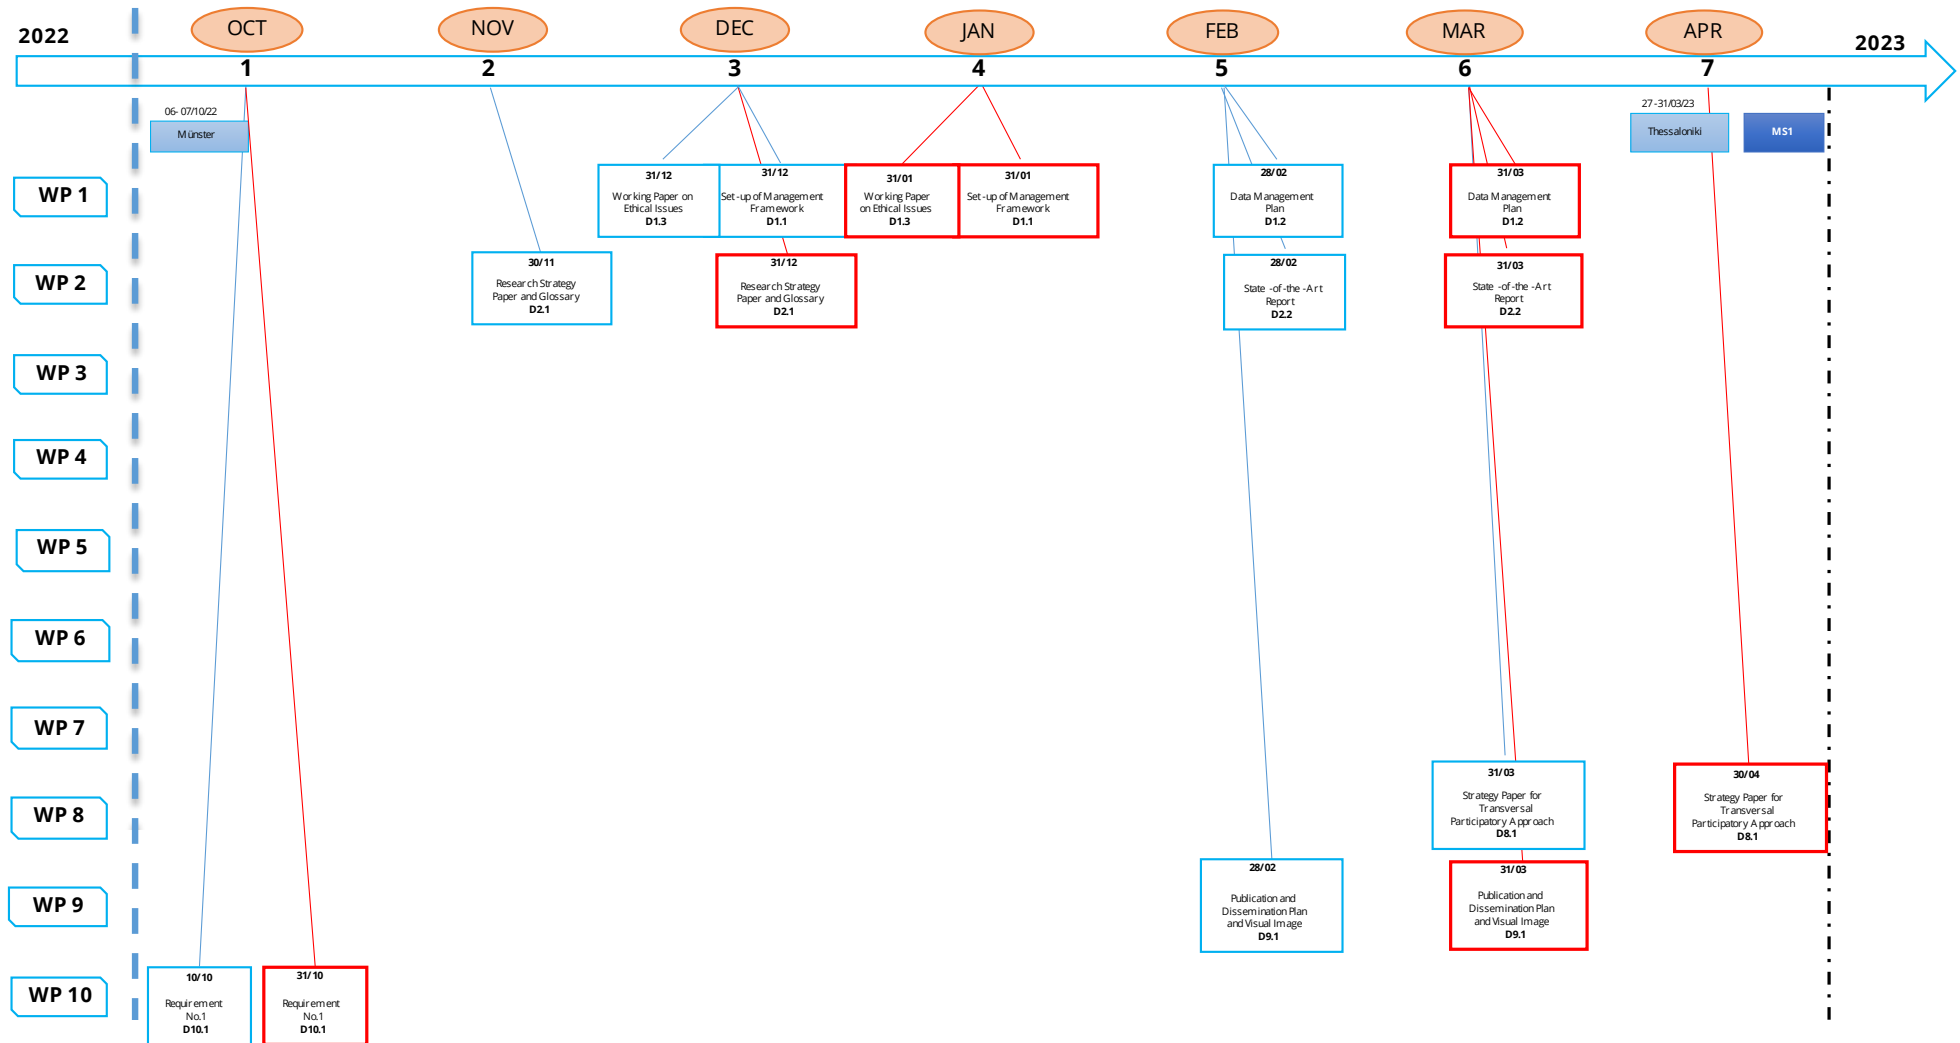 2022
OCT
NOV
DEC
JAN
FEB
MAR
APR
2023
1
2
3
4
5
6
7
06- 07/10/22
Münster
27 -31/03/23
Thessaloniki
MS1
WP 1
31/12
Working Paper on
Ethical Issues
D1.3
31/12
Set -up of Management
Framework
D1.1
31/01
Working Paper
on Ethical Issues
D1.3
31/01
Set -up of Management
Framework
D1.1
28/02
Data Management
Plan
D1.2
31/03
Data Management
Plan
D1.2
WP 2
30/11
Research Strategy
Paper and Glossary
D2.1
31/12
Research Strategy
Paper and Glossary
D2.1
28/02
State -of -the -Art
Report
D2.2
31/03
State -of -the -Art
Report
D2.2
WP 3
WP 4
WP 5
WP 6
WP 7
WP 8
31/03
Strategy Paper for
Transversal
Participatory Approach
D8.1
30/04
Strategy Paper for
Transversal
Participatory Approach
D8.1
WP 9
28/02
Publication and
Dissemination Plan
and Visual Image
D9.1
31/03
Publication and
Dissemination Plan
and Visual Image
D9.1
WP 10
10/10
Requirement
No.1
D10.1
31/10
Requirement
No.1
D10.1